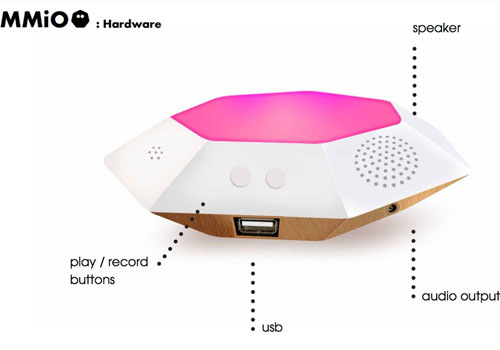 MMiO : Hardware
speaker
play / record
buttons
audio output
usb